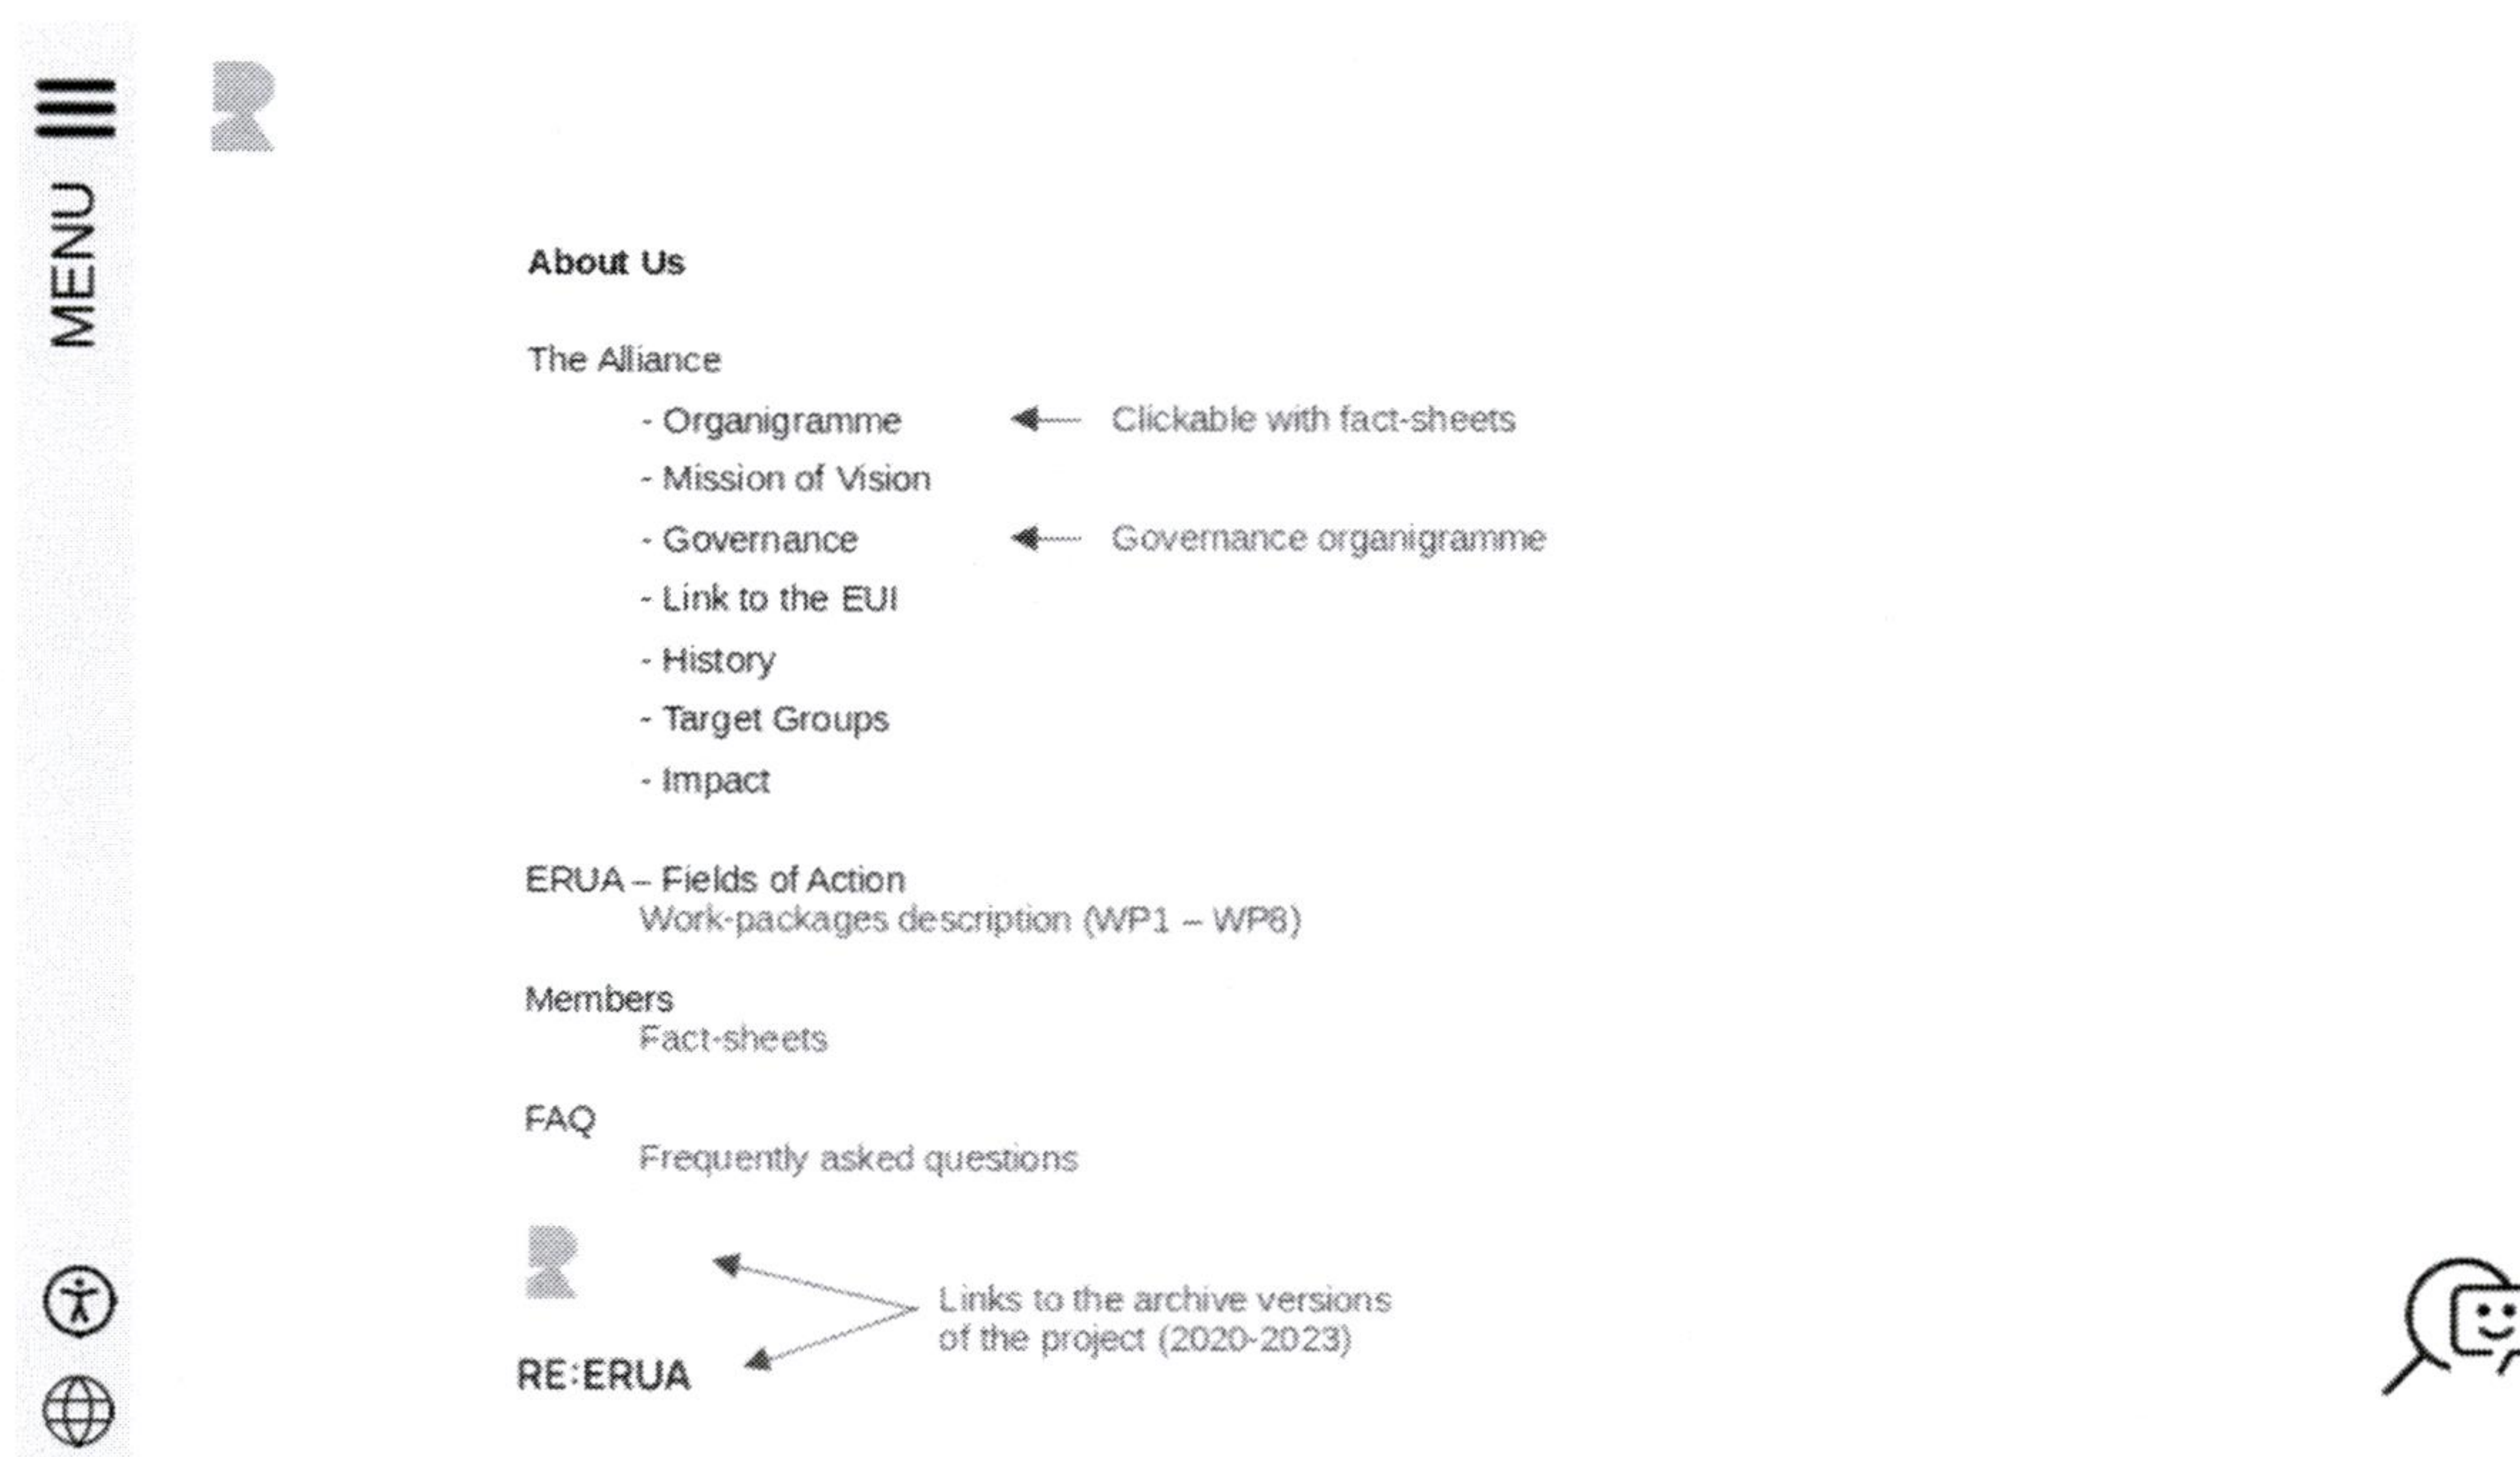 MENU
About Us
The Alliance
- Organigramme
Clickable with fact-sheets
- Mission of Vision
- Governance
Governance organigramme
- Link to the EUI
- History
- Target Groups
- Impact
ERUA – Fields of Action
Work-packages description (WP1 – WP8)
Members
Fact-sheets
FAQ
Frequently asked questions
Links to the archive versions
of the project (2020-2023)
RE:ERUA